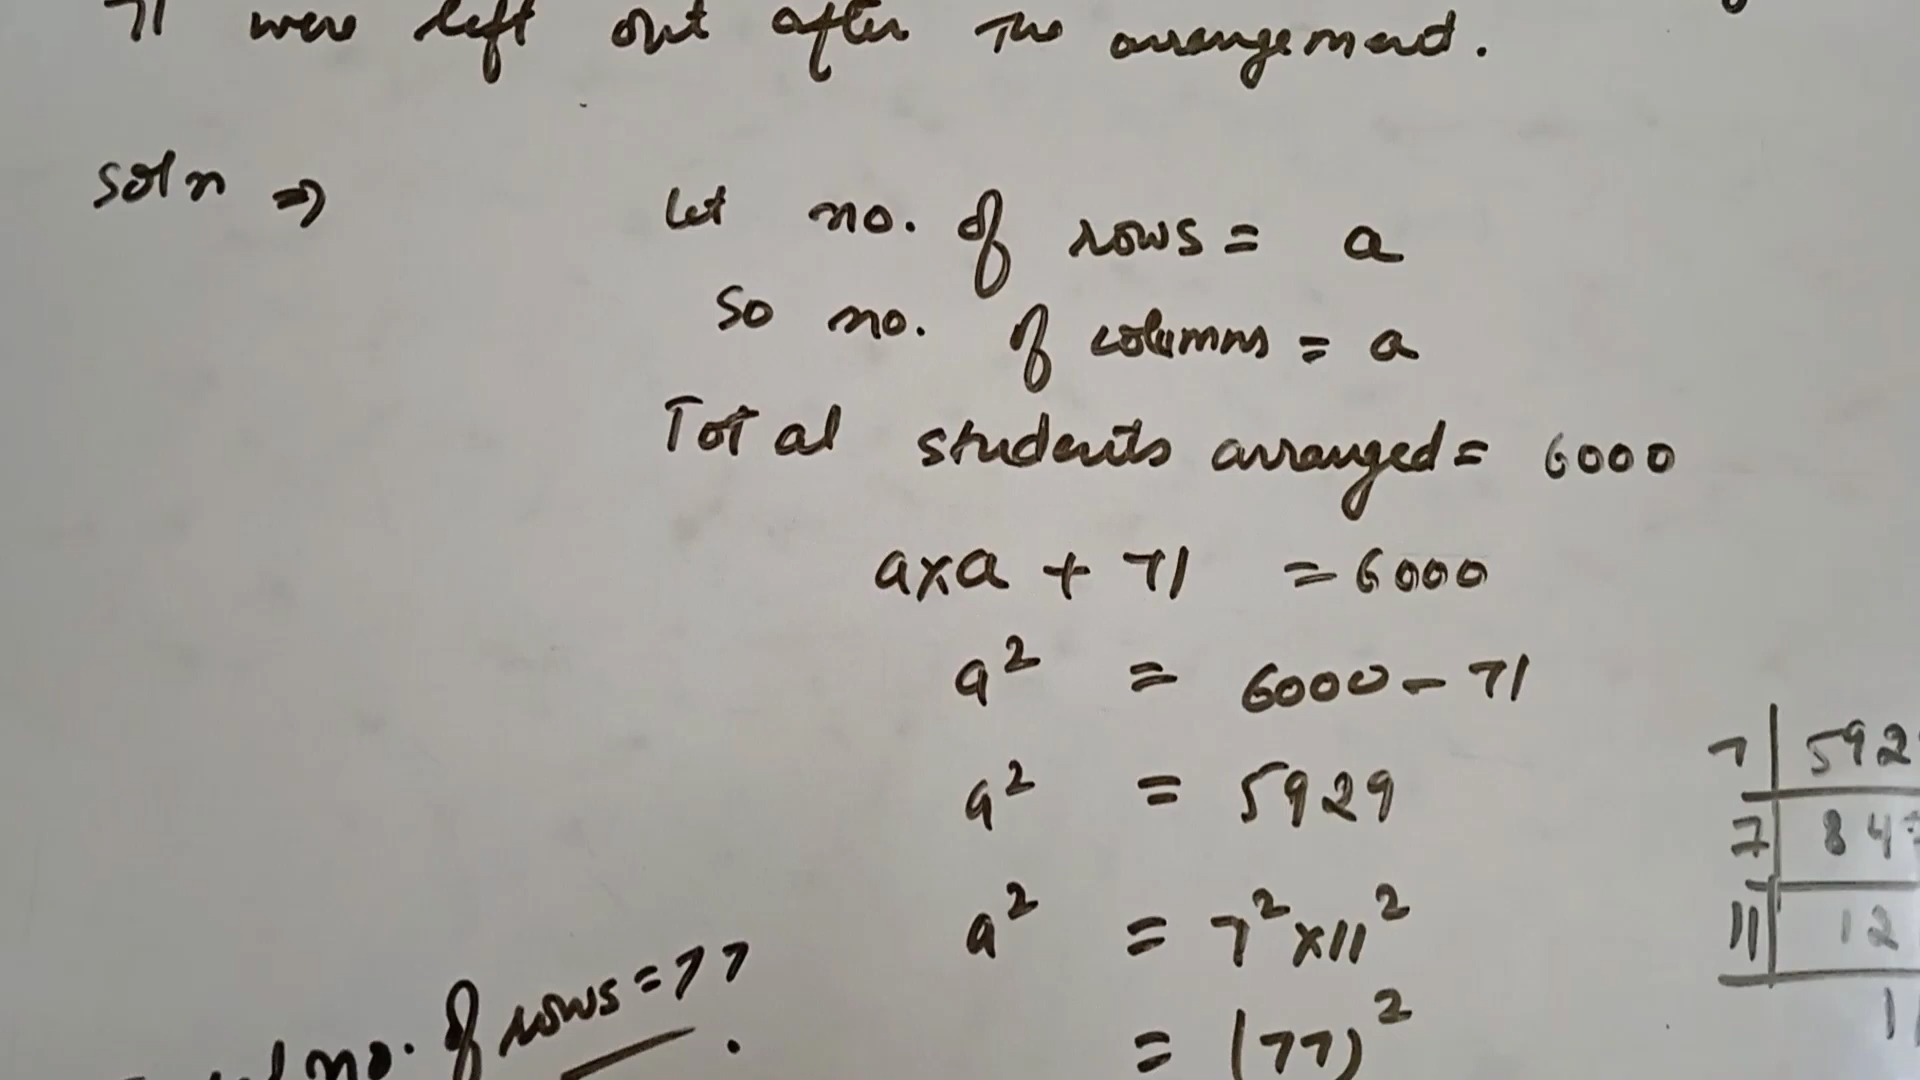 71 were left out after the arrangement.
Soln ⇒
Let no. of rows = a
So no. of columns = a
Total students arranged = 6000
a×a + 71 = 6000
a² = 6000 - 71
a² = 5929
a² = 7² × 11²
= (77)²
no. of rows = 77.
7 | 592
7 | 84
11 | 12
1